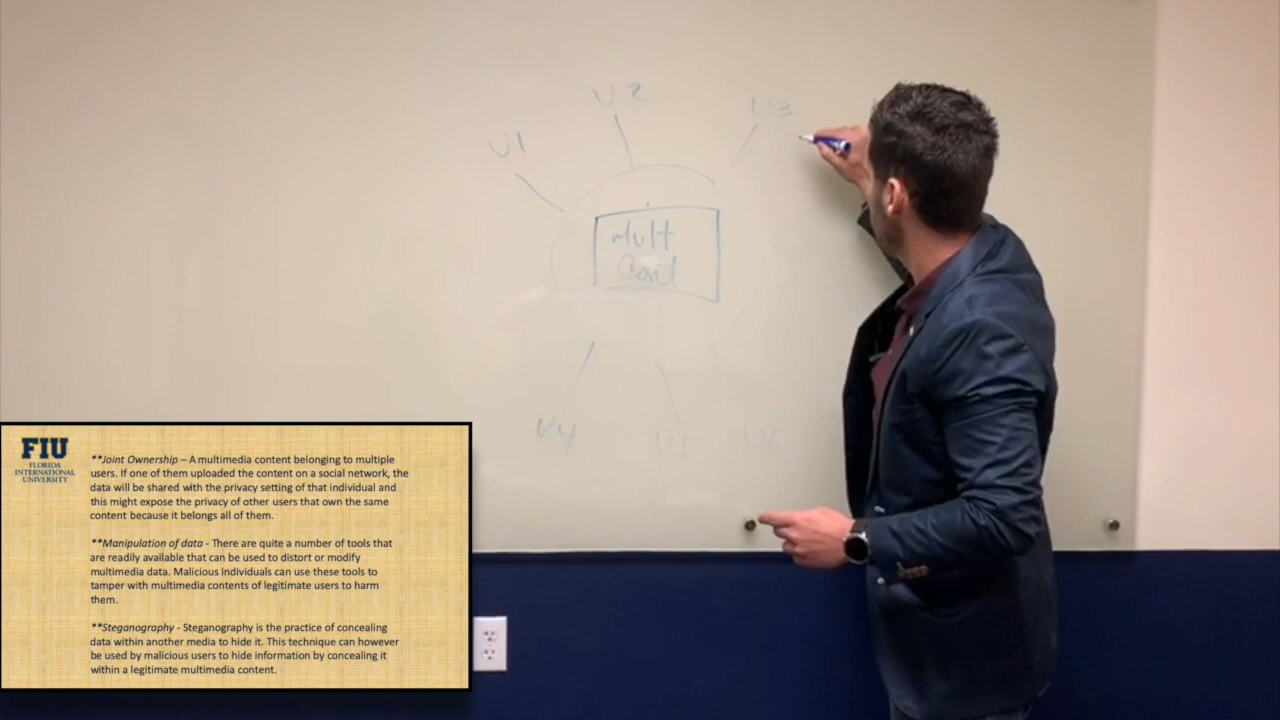 U2
U3
U1
Mult
Cont
U4
U5
U6
FIU
FLORIDA
INTERNATIONAL
UNIVERSITY
**Joint Ownership – A multimedia content belonging to multiple
users. If one of them uploaded the content on a social network, the
data will be shared with the privacy setting of that individual and
this might expose the privacy of other users that own the same
content because it belongs all of them.
**Manipulation of data - There are quite a number of tools that
are readily available that can be used to distort or modify
multimedia data. Malicious individuals can use these tools to
tamper with multimedia contents of legitimate users to harm
them.
**Steganography - Steganography is the practice of concealing
data within another media to hide it. This technique can however
be used by malicious users to hide information by concealing it
within a legitimate multimedia content.